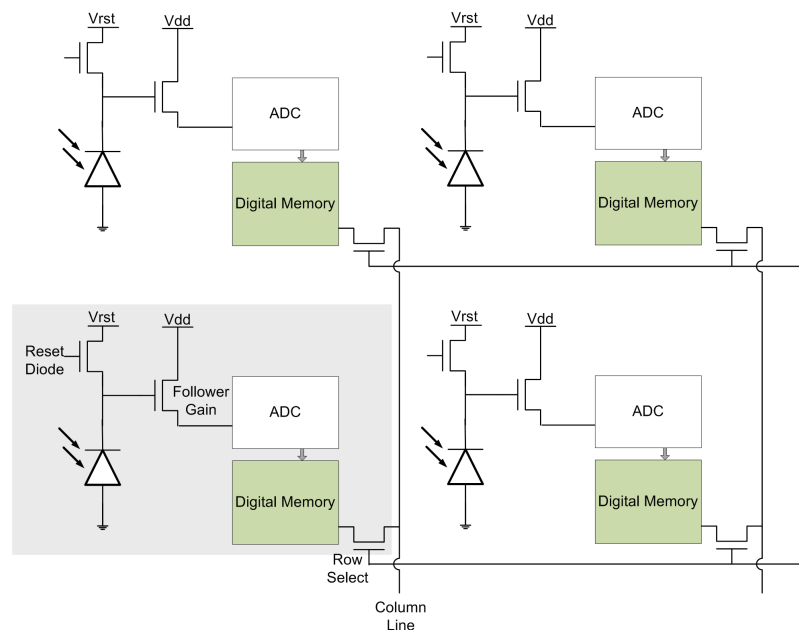 Vrst
Vdd
ADC
Digital Memory
Vrst
Vdd
ADC
Digital Memory
Vrst
Vdd
Reset
Diode
Follower
Gain
ADC
Digital Memory
Row
Select
Vrst
Vdd
ADC
Digital Memory
Column
Line